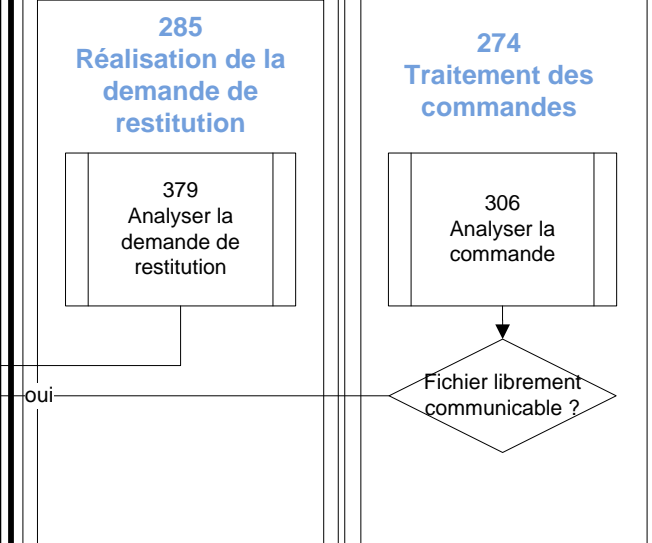 285
Réalisation de la
demande de
restitution
379
Analyser la
demande de
restitution
274
Traitement des
commandes
306
Analyser la
commande
Fichier librement
communicable ?
oui